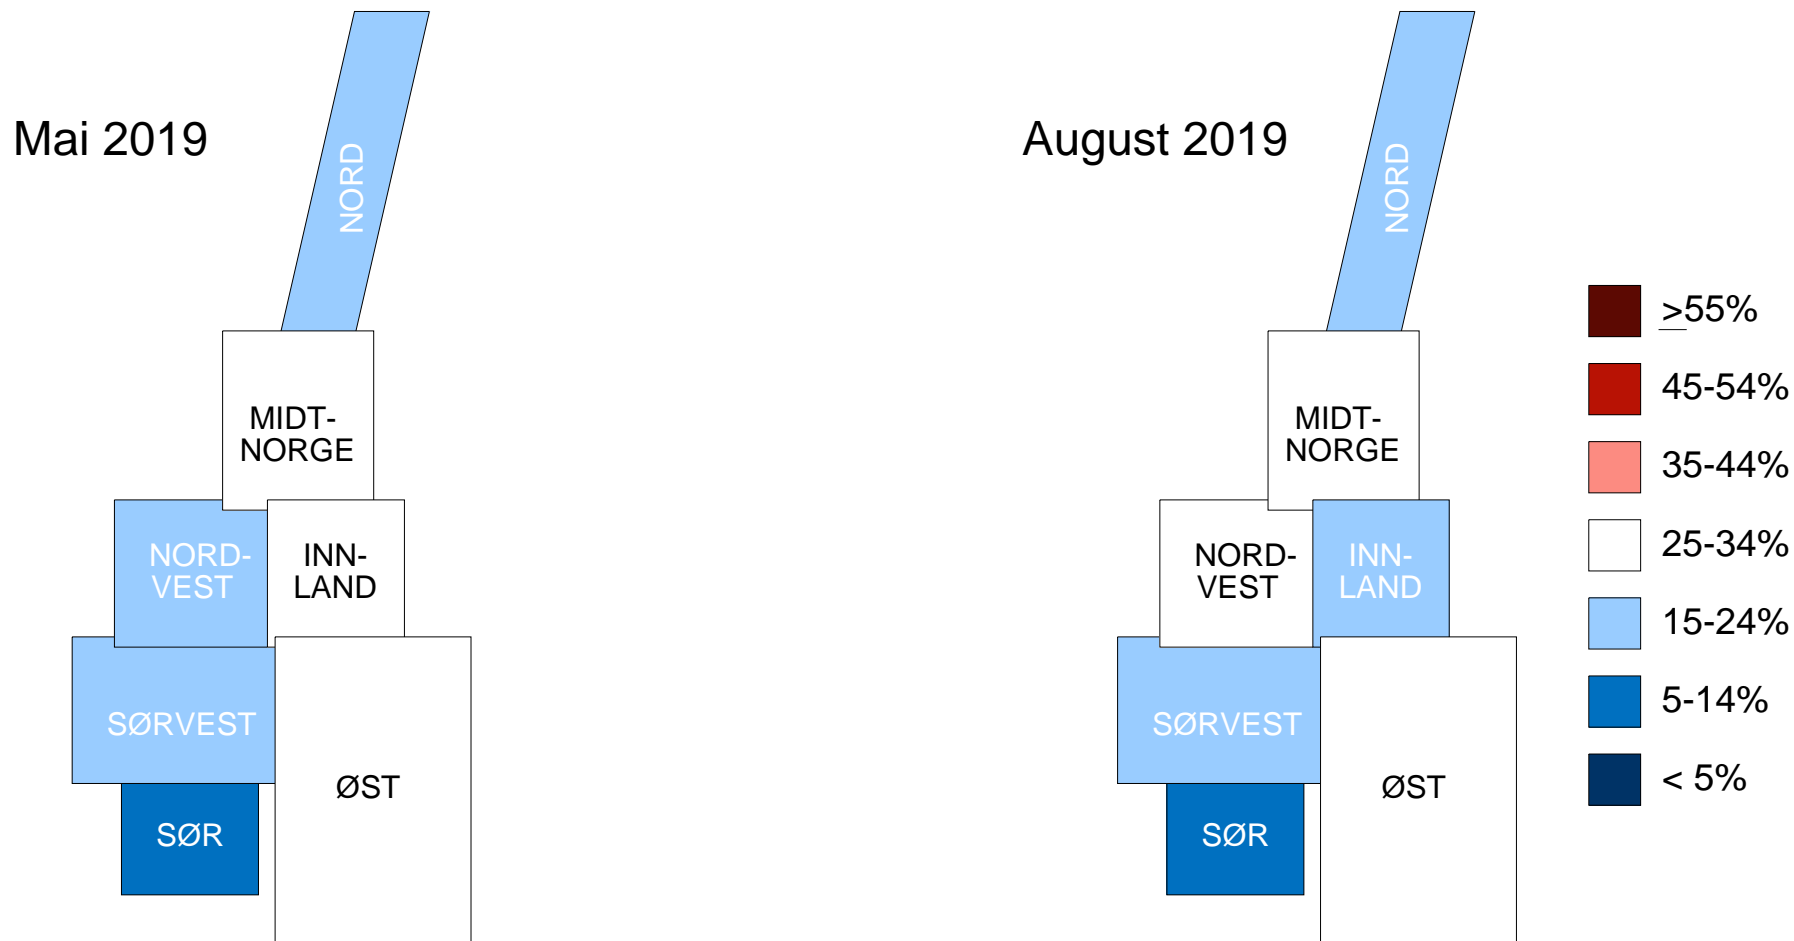 Mai 2019
NORD
MIDT-
NORGE
NORD-
VEST
INN-
LAND
SØRVEST
ØST
SØR
August 2019
NORD
MIDT-
NORGE
NORD-
VEST
INN-
LAND
SØRVEST
ØST
SØR
>55%
45-54%
35-44%
25-34%
15-24%
5-14%
< 5%